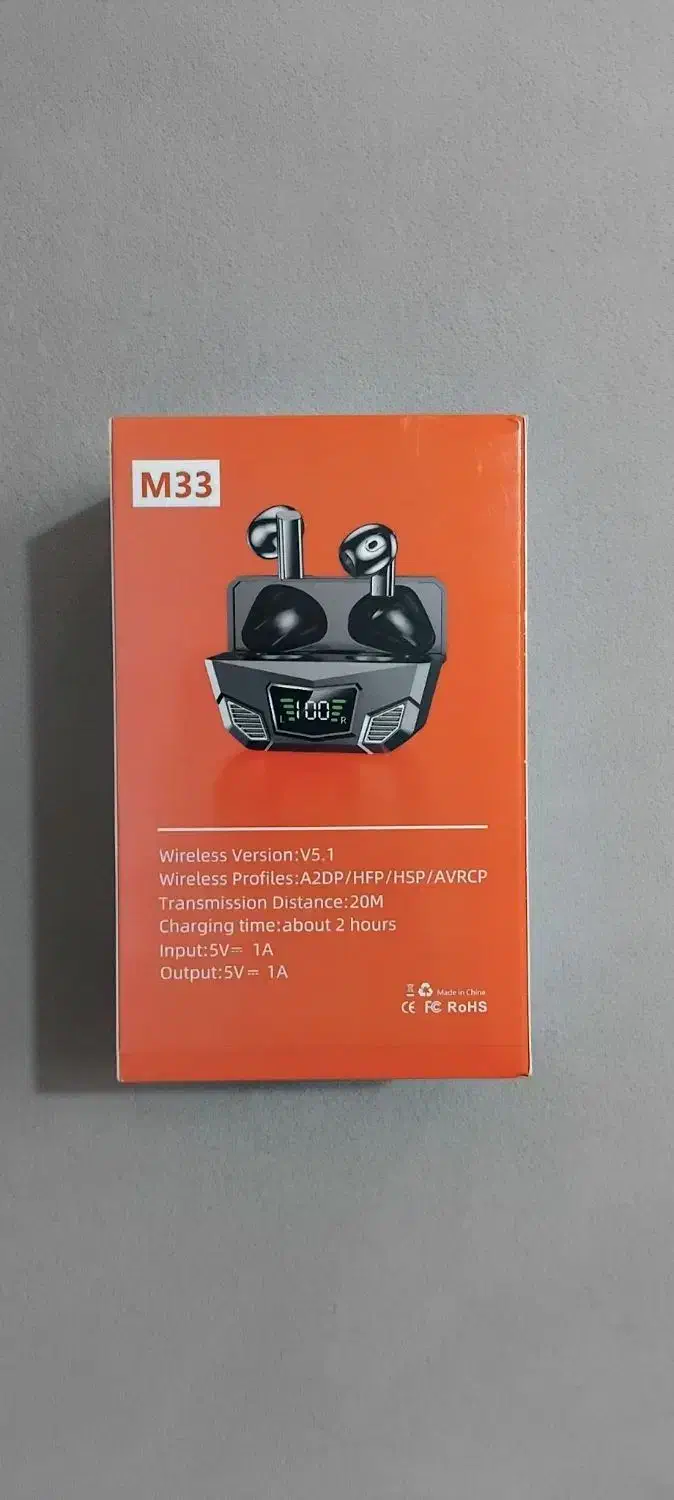 M33
L 100 R
Wireless Version:V5.1
Wireless Profiles:A2DP/HFP/HSP/AVRCP
Transmission Distance:20M
Charging time:about 2 hours
Input:5V⎓ 1A
Output:5V⎓ 1A
Made in China
CE FC RoHS